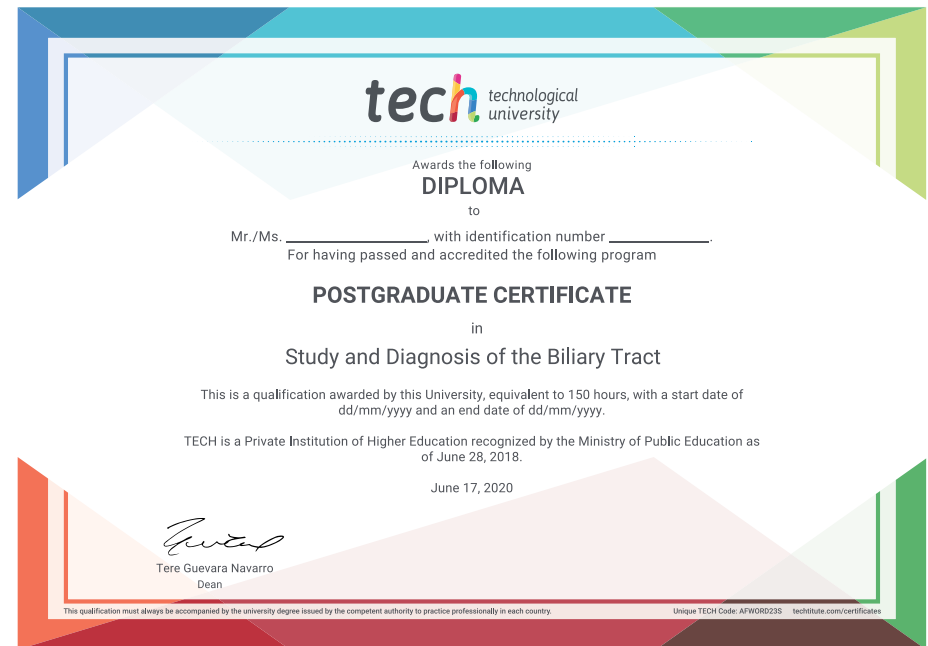 tech technological
university
Awards the following
DIPLOMA
to
Mr./Ms. ____________________, with identification number ______________.
For having passed and accredited the following program
POSTGRADUATE CERTIFICATE
in
Study and Diagnosis of the Biliary Tract
This is a qualification awarded by this University, equivalent to 150 hours, with a start date of
dd/mm/yyyy and an end date of dd/mm/yyyy.
TECH is a Private Institution of Higher Education recognized by the Ministry of Public Education as
of June 28, 2018.
June 17, 2020
Tere Guevara Navarro
Dean
This qualification must always be accompanied by the university degree issued by the competent authority to practice professionally in each country.
Unique TECH Code: AFWORD23S techtitute.com/certificates